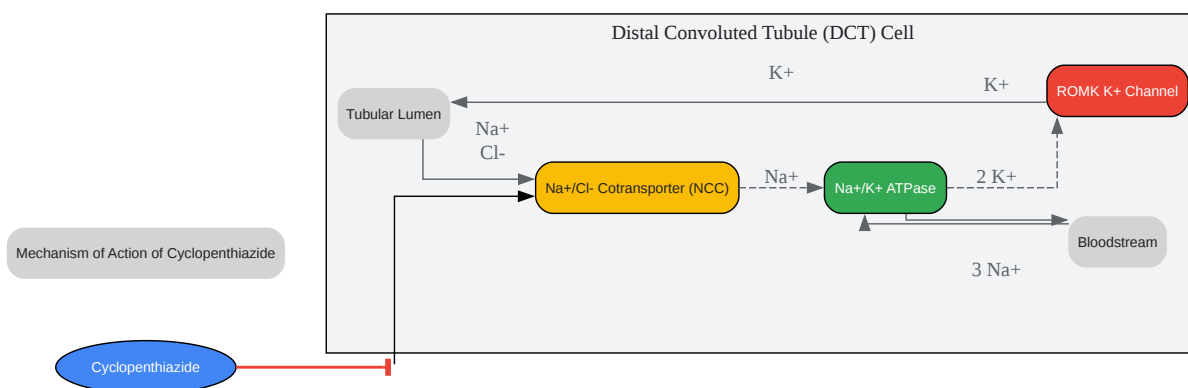 Distal Convoluted Tubule (DCT) Cell
K+
K+
ROMK K+ Channel
Tubular Lumen
Na+
Cl-
Na+/Cl- Cotransporter (NCC)
Na+
Na+/K+ ATPase
2 K+
Bloodstream
3 Na+
Mechanism of Action of Cyclopenthiazide
Cyclopenthiazide